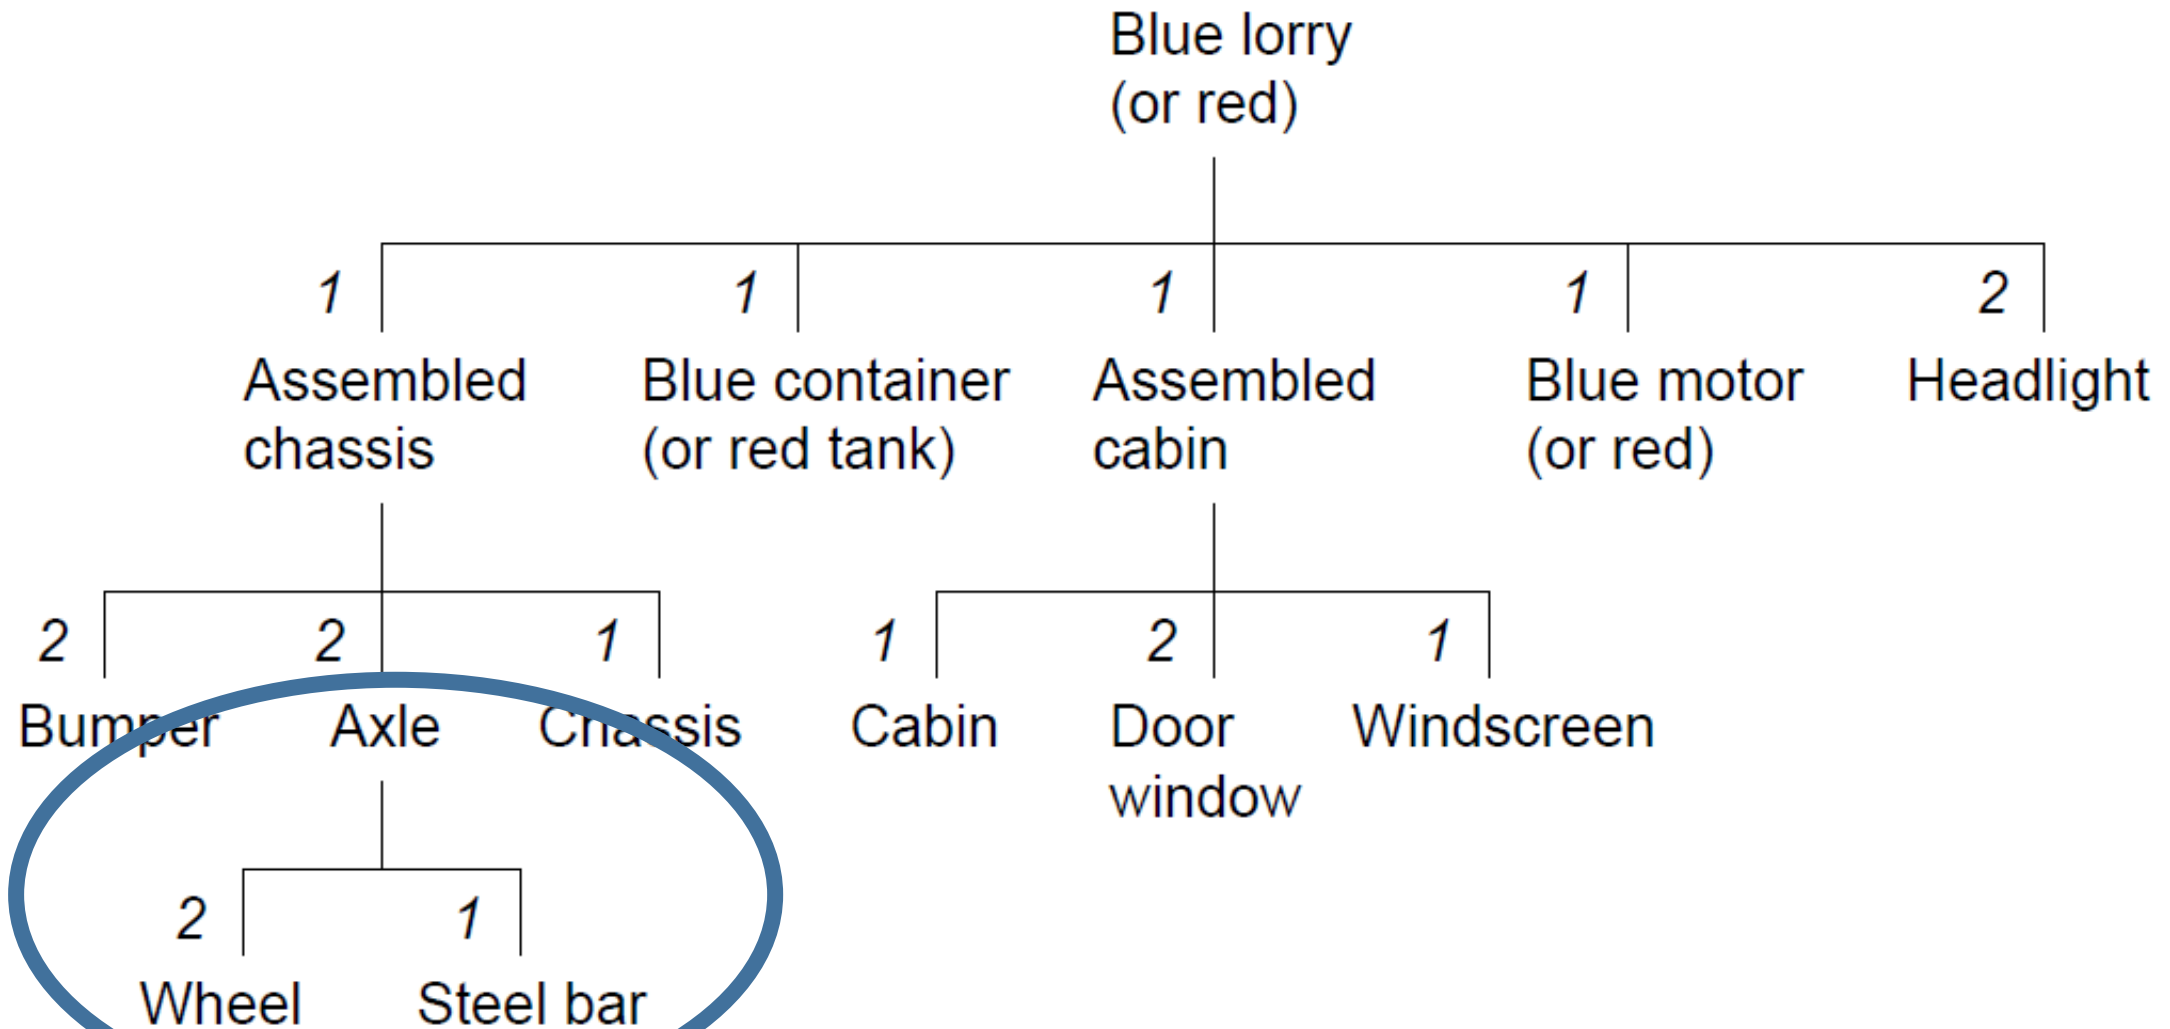 Blue lorry
(or red)
1 1 1 1 2
Assembled
chassis
Blue container
(or red tank)
Assembled
cabin
Blue motor
(or red)
Headlight
2 2 1 1 2 1
Bumper
Axle
Chassis
Cabin
Door
window
Windscreen
2 1
Wheel
Steel bar